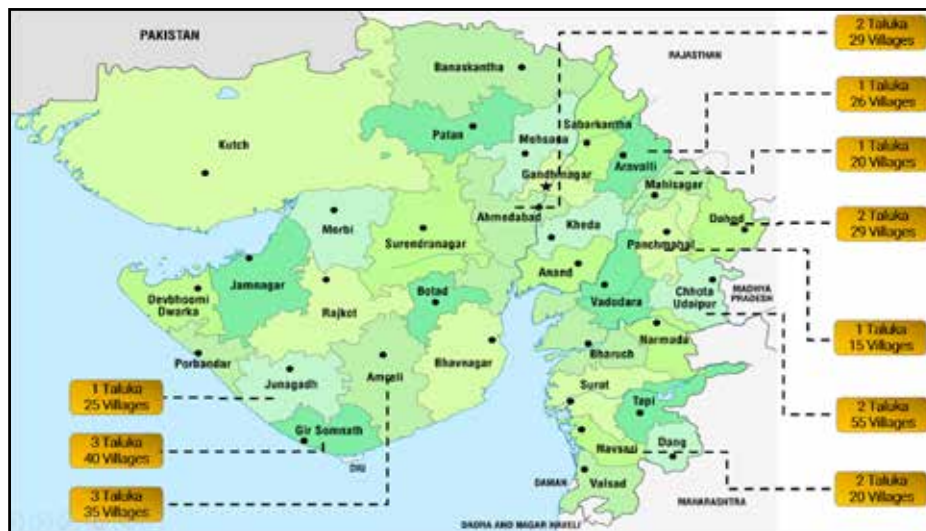 PAKISTAN
RAJASTHAN
Banaskantha
Patan
Mehsana
Sabarkantha
Kutch
Aravalli
Gandhinagar
Mahisagar
Ahmedabad
Kheda
Dahod
Morbi
Surendranagar
Panchmahal
Anand
MADHYA
PRADESH
Chhota
Udaipur
Devbhoomi
Dwarka
Jamnagar
Rajkot
Botad
Vadodara
Narmada
Porbandar
Bhavnagar
Bharuch
Junagadh
Amreli
Surat
Tapi
Gir Somnath
Navsari
Dang
DIU
DAMAN
Valsad
MAHARASHTRA
DADRA AND NAGAR HAVELI
2 Taluka
29 Villages
1 Taluka
26 Villages
1 Taluka
20 Villages
2 Taluka
29 Villages
1 Taluka
15 Villages
2 Taluka
55 Villages
2 Taluka
20 Villages
1 Taluka
25 Villages
3 Taluka
40 Villages
3 Taluka
35 Villages